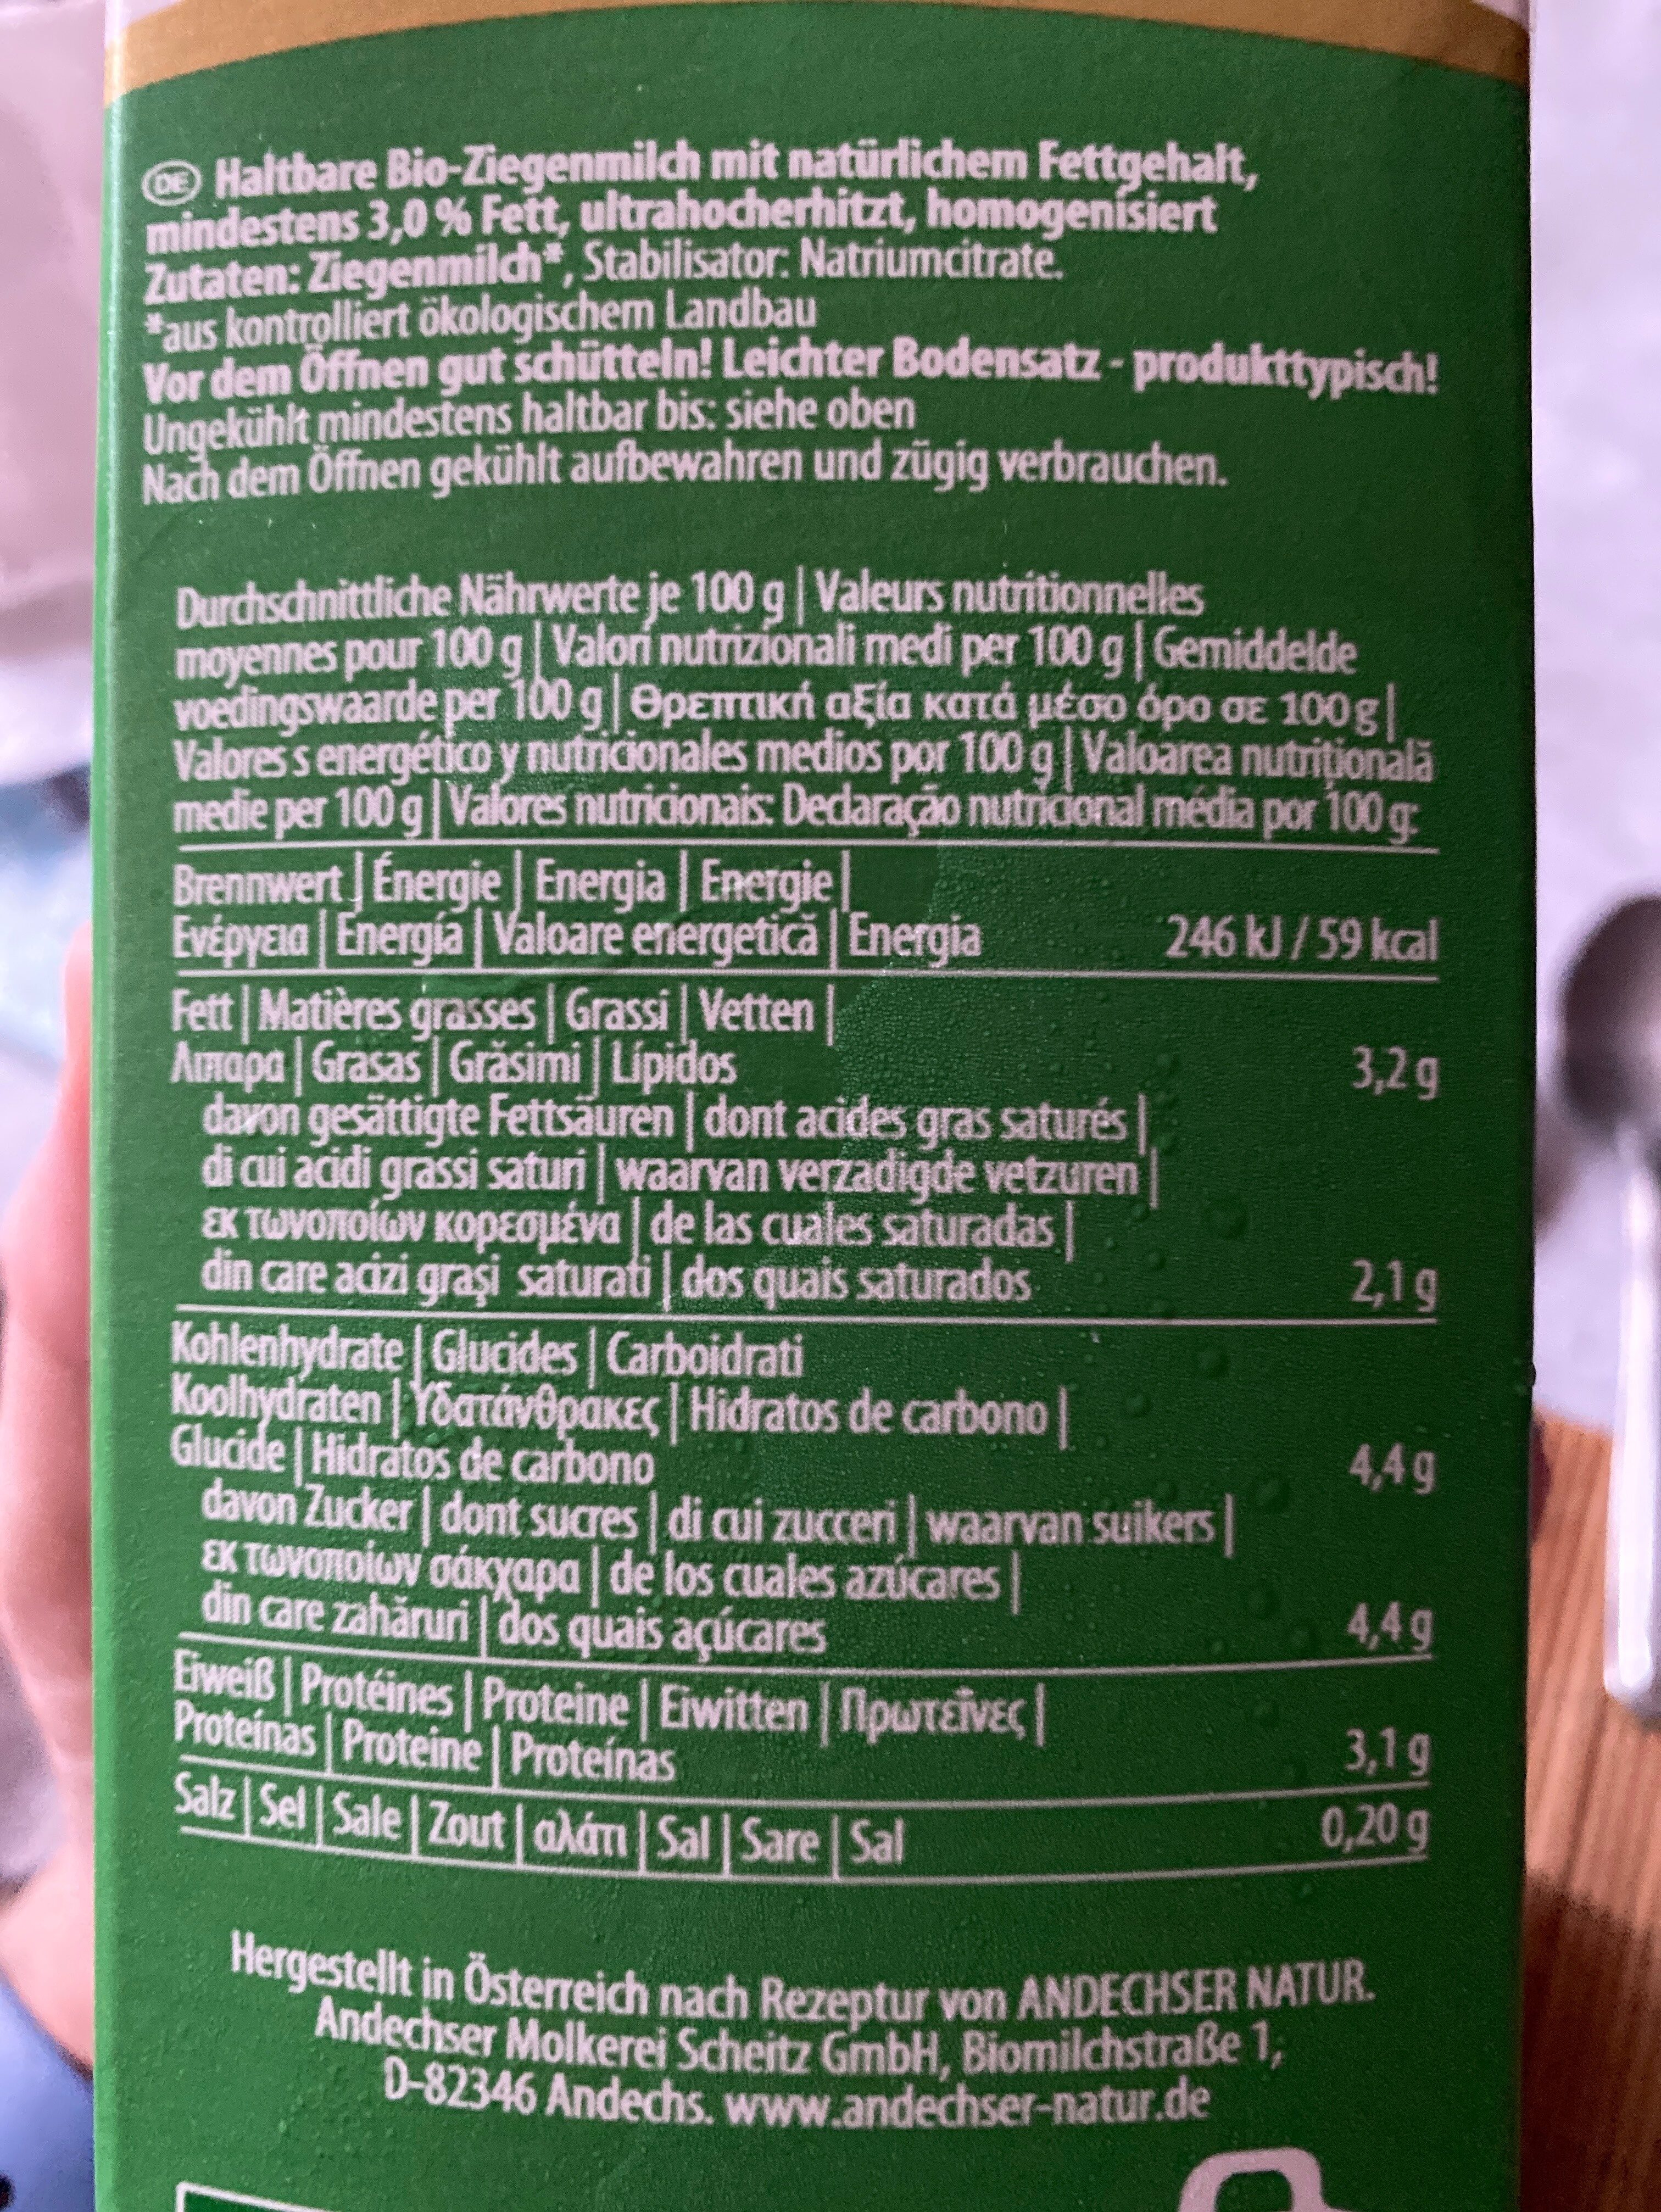 DE Haltbare Bio-Ziegenmilch mit natürlichem Fettgehalt,
mindestens 3,0 % Fett, ultrahocherhitzt, homogenisiert
Zutaten: Ziegenmilch*, Stabilisator: Natriumcitrate.
*aus kontrolliert ökologischem Landbau
Vor dem Öffnen gut schütteln! Leichter Bodensatz - produkttypisch!
Ungekühlt mindestens haltbar bis: siehe oben
Nach dem Öffnen gekühlt aufbewahren und zügig verbrauchen.
Durchschnittliche Nährwerte je 100 g | Valeurs nutritionnelles
moyennes pour 100 g | Valori nutrizionali medi per 100 g | Gemiddelde
voedingswaarde per 100 g | Θρεπτική αξία κατά μέσο όρο σε 100g |
Valores s energético y nutricionales medios por 100 g | Valoarea nutrițională
medie per 100 g | Valores nutricionais: Declaração nutricional média por 100 g:
Brennwert | Énergie | Energia | Energie |
Ενέργεια | Energía | Valoare energetică | Energia 246 kJ / 59 kcal
Fett | Matières grasses | Grassi | Vetten |
Λιπαρα | Grasas | Grăsimi | Lípidos 3,2 g
davon gesättigte Fettsäuren | dont acides gras saturés |
di cui acidi grassi saturi | waarvan verzadigde vetzuren |
εκ τωνοποίων κορεσμένα | de las cuales saturadas |
din care acizi grași saturati | dos quais saturados 2,1 g
Kohlenhydrate | Glucides | Carboidrati
Koolhydraten | Υδατάνθρακες | Hidratos de carbono |
Glucide | Hidratos de carbono 4,4 g
davon Zucker | dont sucres | di cui zucceri | waarvan suikers |
εκ τωνοποίων σάκχαρα | de los cuales azúcares |
din care zahăruri | dos quais açúcares 4,4 g
Eiweiß | Protéines | Proteine | Eiwitten | Πρωτεΐνες |
Proteínas | Proteine | Proteínas 3,1 g
Salz | Sel | Sale | Zout | αλάτι | Sal | Sare | Sal 0,20 g
Hergestellt in Österreich nach Rezeptur von ANDECHSER NATUR.
Andechser Molkerei Scheitz GmbH, Biomilchstraße 1,
D-82346 Andechs. www.andechser-natur.de